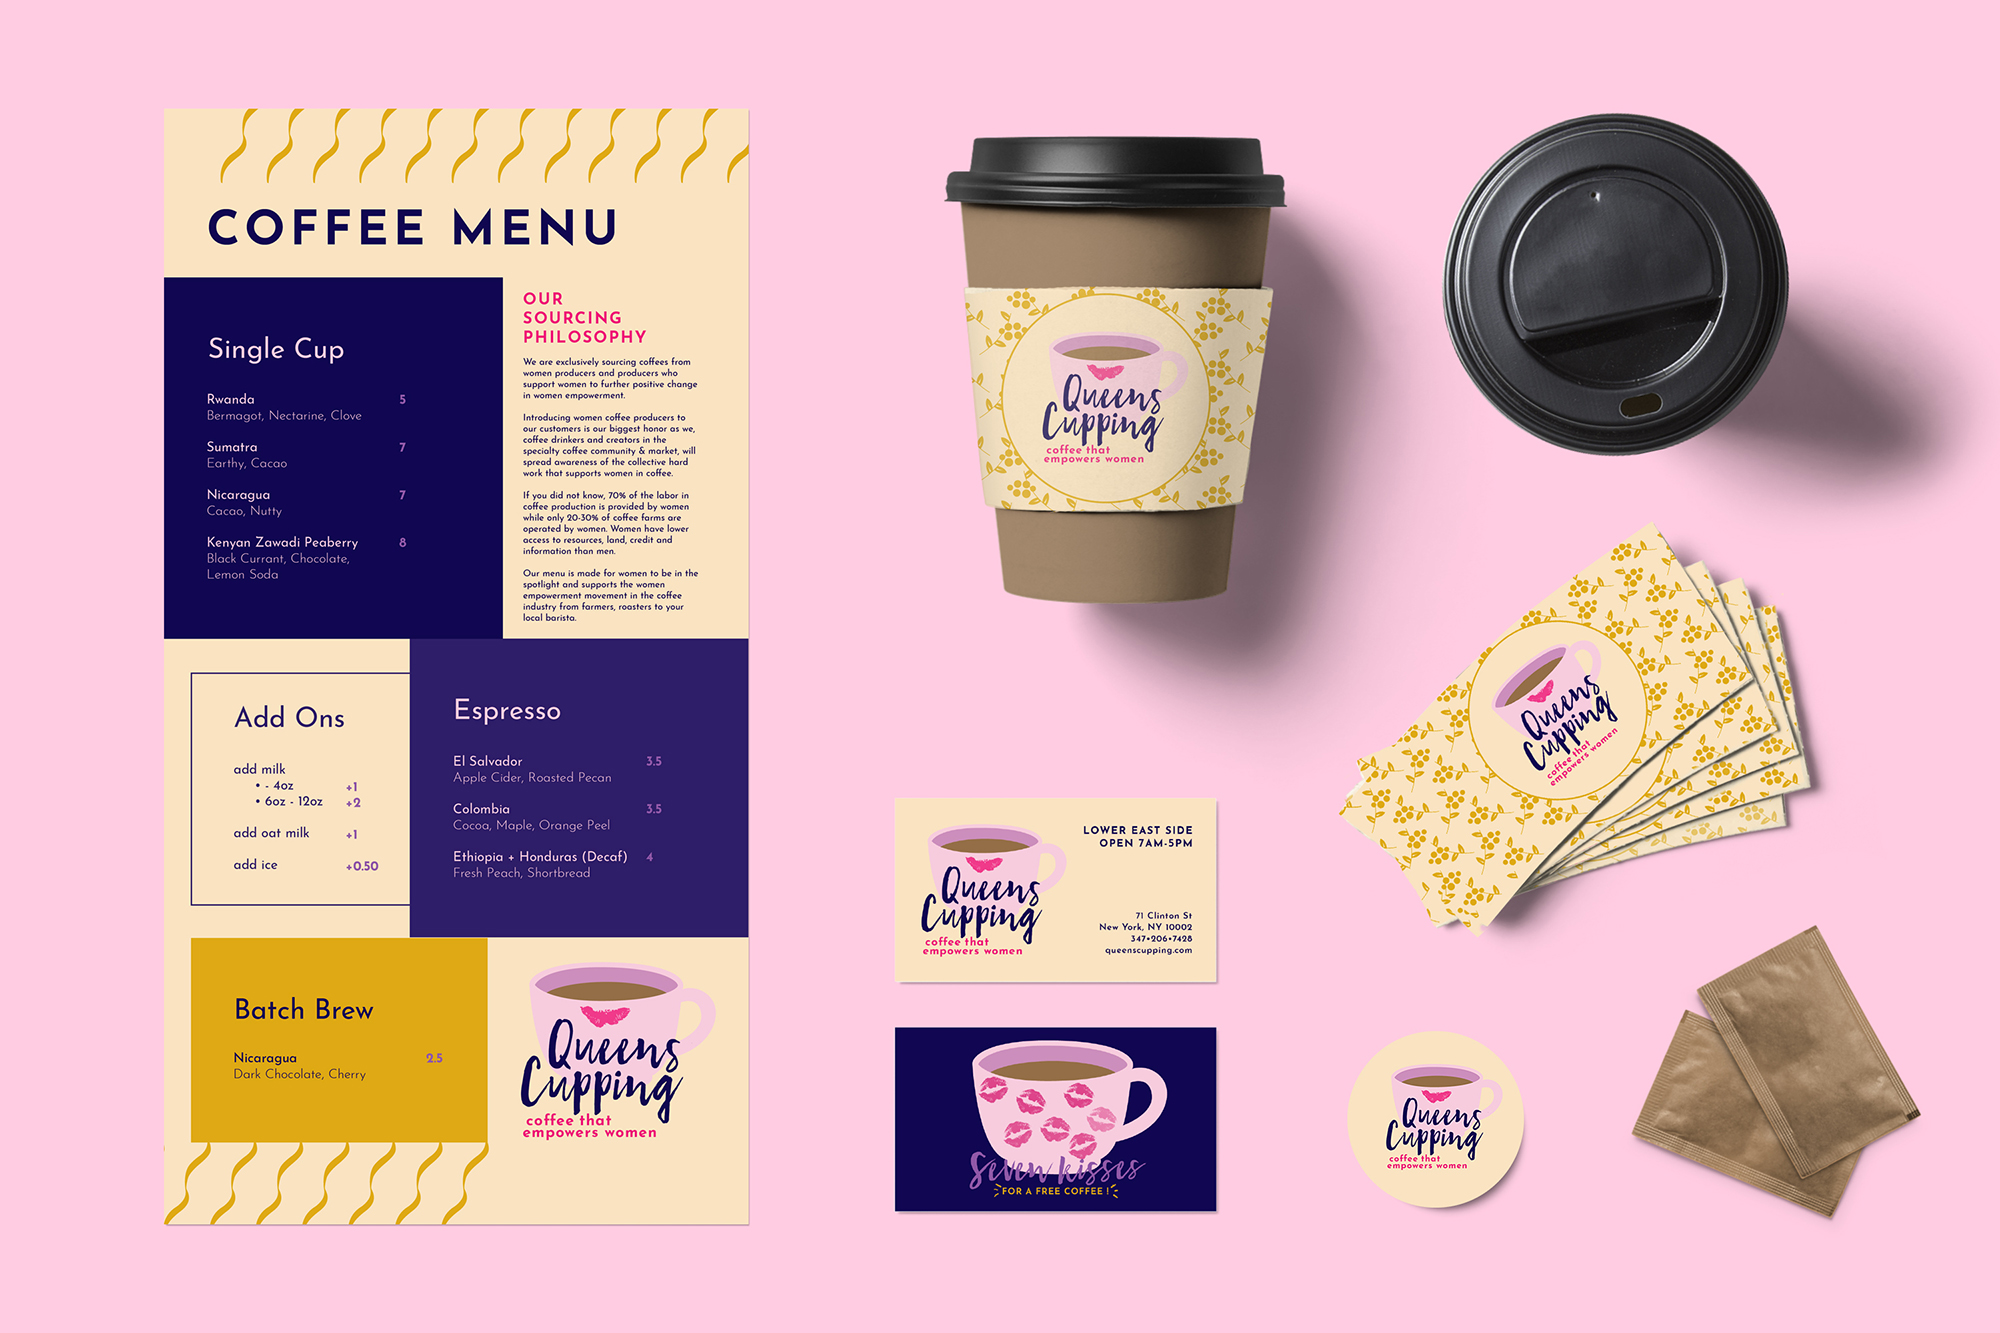 COFFEE MENU
Single Cup
Rwanda 5
Bermagot, Nectarine, Clove
Sumatra 7
Earthy, Cacao
Nicaragua 7
Cacao, Nutty
Kenyan Zawadi Peaberry 8
Black Currant, Chocolate,
Lemon Soda
OUR
SOURCING
PHILOSOPHY
We are exclusively sourcing coffees from
women producers and producers who
support women to further positive change
in women empowerment.
Introducing women coffee producers to
our customers is our biggest honor as we,
coffee drinkers and creators in the
specialty coffee community & market, will
spread awareness of the collective hard
work that supports women in coffee.
If you did not know, 70% of the labor in
coffee production is provided by women
while only 20-30% of coffee farms are
operated by women. Women have lower
access to resources, land, credit and
information than men.
Our menu is made for women to be in the
spotlight and supports the women
empowerment movement in the coffee
industry from farmers, roasters to your
local barista.
Add Ons
add milk
• - 4oz +1
• 6oz - 12oz +2
add oat milk +1
add ice +0.50
Espresso
El Salvador 3.5
Apple Cider, Roasted Pecan
Colombia 3.5
Cocoa, Maple, Orange Peel
Ethiopia + Honduras (Decaf) 4
Fresh Peach, Shortbread
Batch Brew
Nicaragua 2.5
Dark Chocolate, Cherry
Queens
Cupping
coffee that
empowers women
Queens
Cupping
coffee that
empowers women
Queens
Cupping
coffee that
empowers women
Queens
Cupping
coffee that
empowers women
LOWER EAST SIDE
OPEN 7AM-5PM
71 Clinton St
New York, NY 10002
347•206•7428
queenscupping.com
Seven kisses
FOR A FREE COFFEE !
Queens
Cupping
coffee that
empowers women